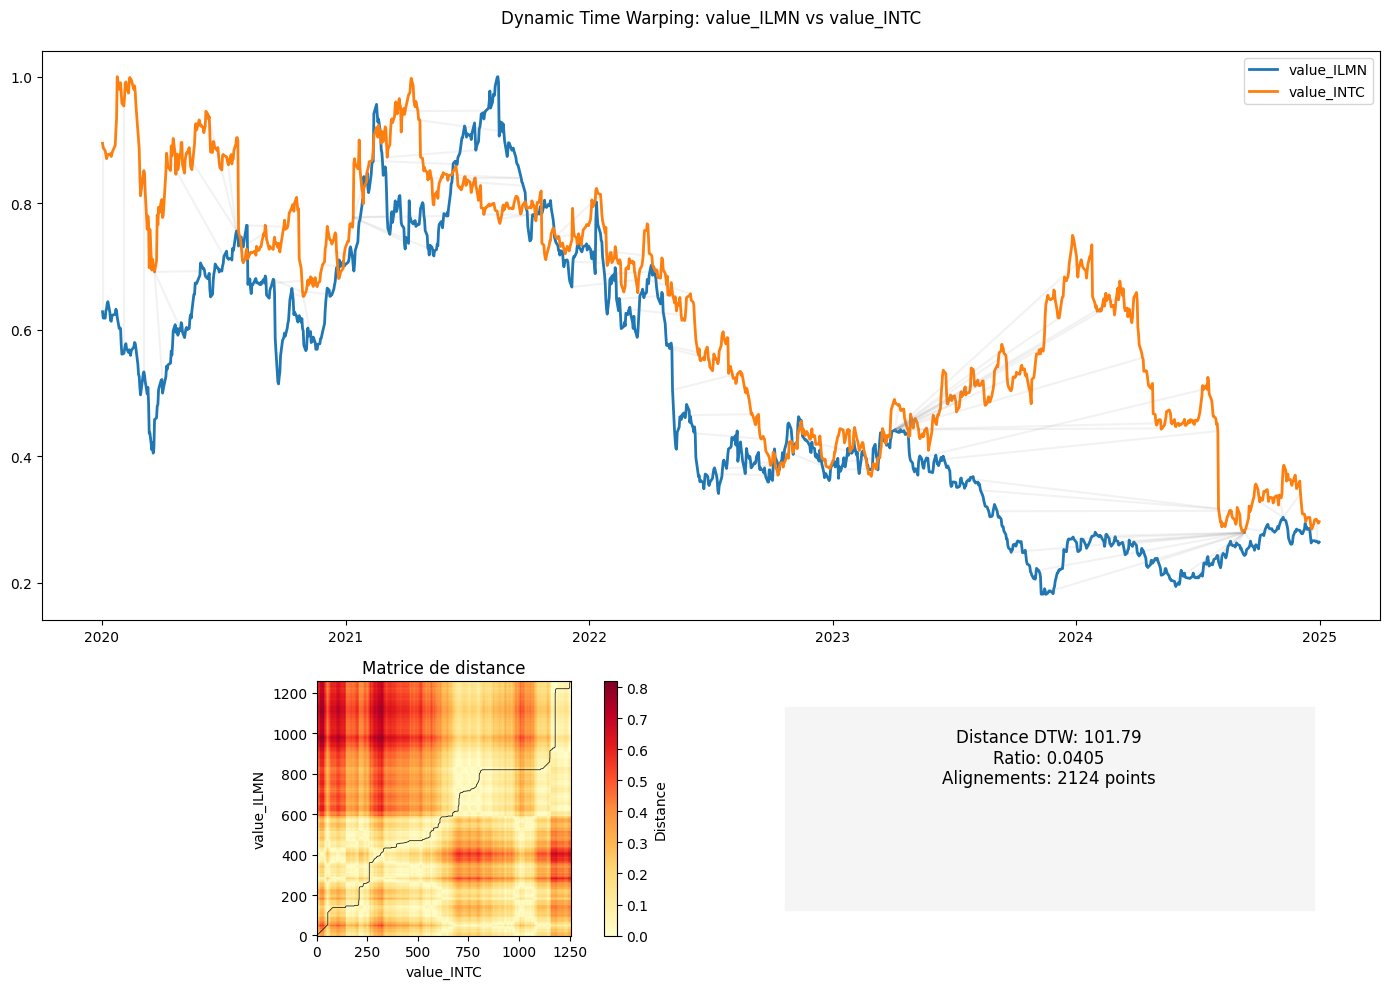 Dynamic Time Warping: value_ILMN vs value_INTC
value_ILMN
value_INTC
1.0
0.8
0.6
0.4
0.2
2020 2021 2022 2023 2024 2025
Matrice de distance
1200
1000
800
600
400
200
0
value_ILMN
0 250 500 750 1000 1250
value_INTC
0.8
0.7
0.6
0.5
0.4
0.3
0.2
0.1
0.0
Distance
Distance DTW: 101.79
Ratio: 0.0405
Alignements: 2124 points